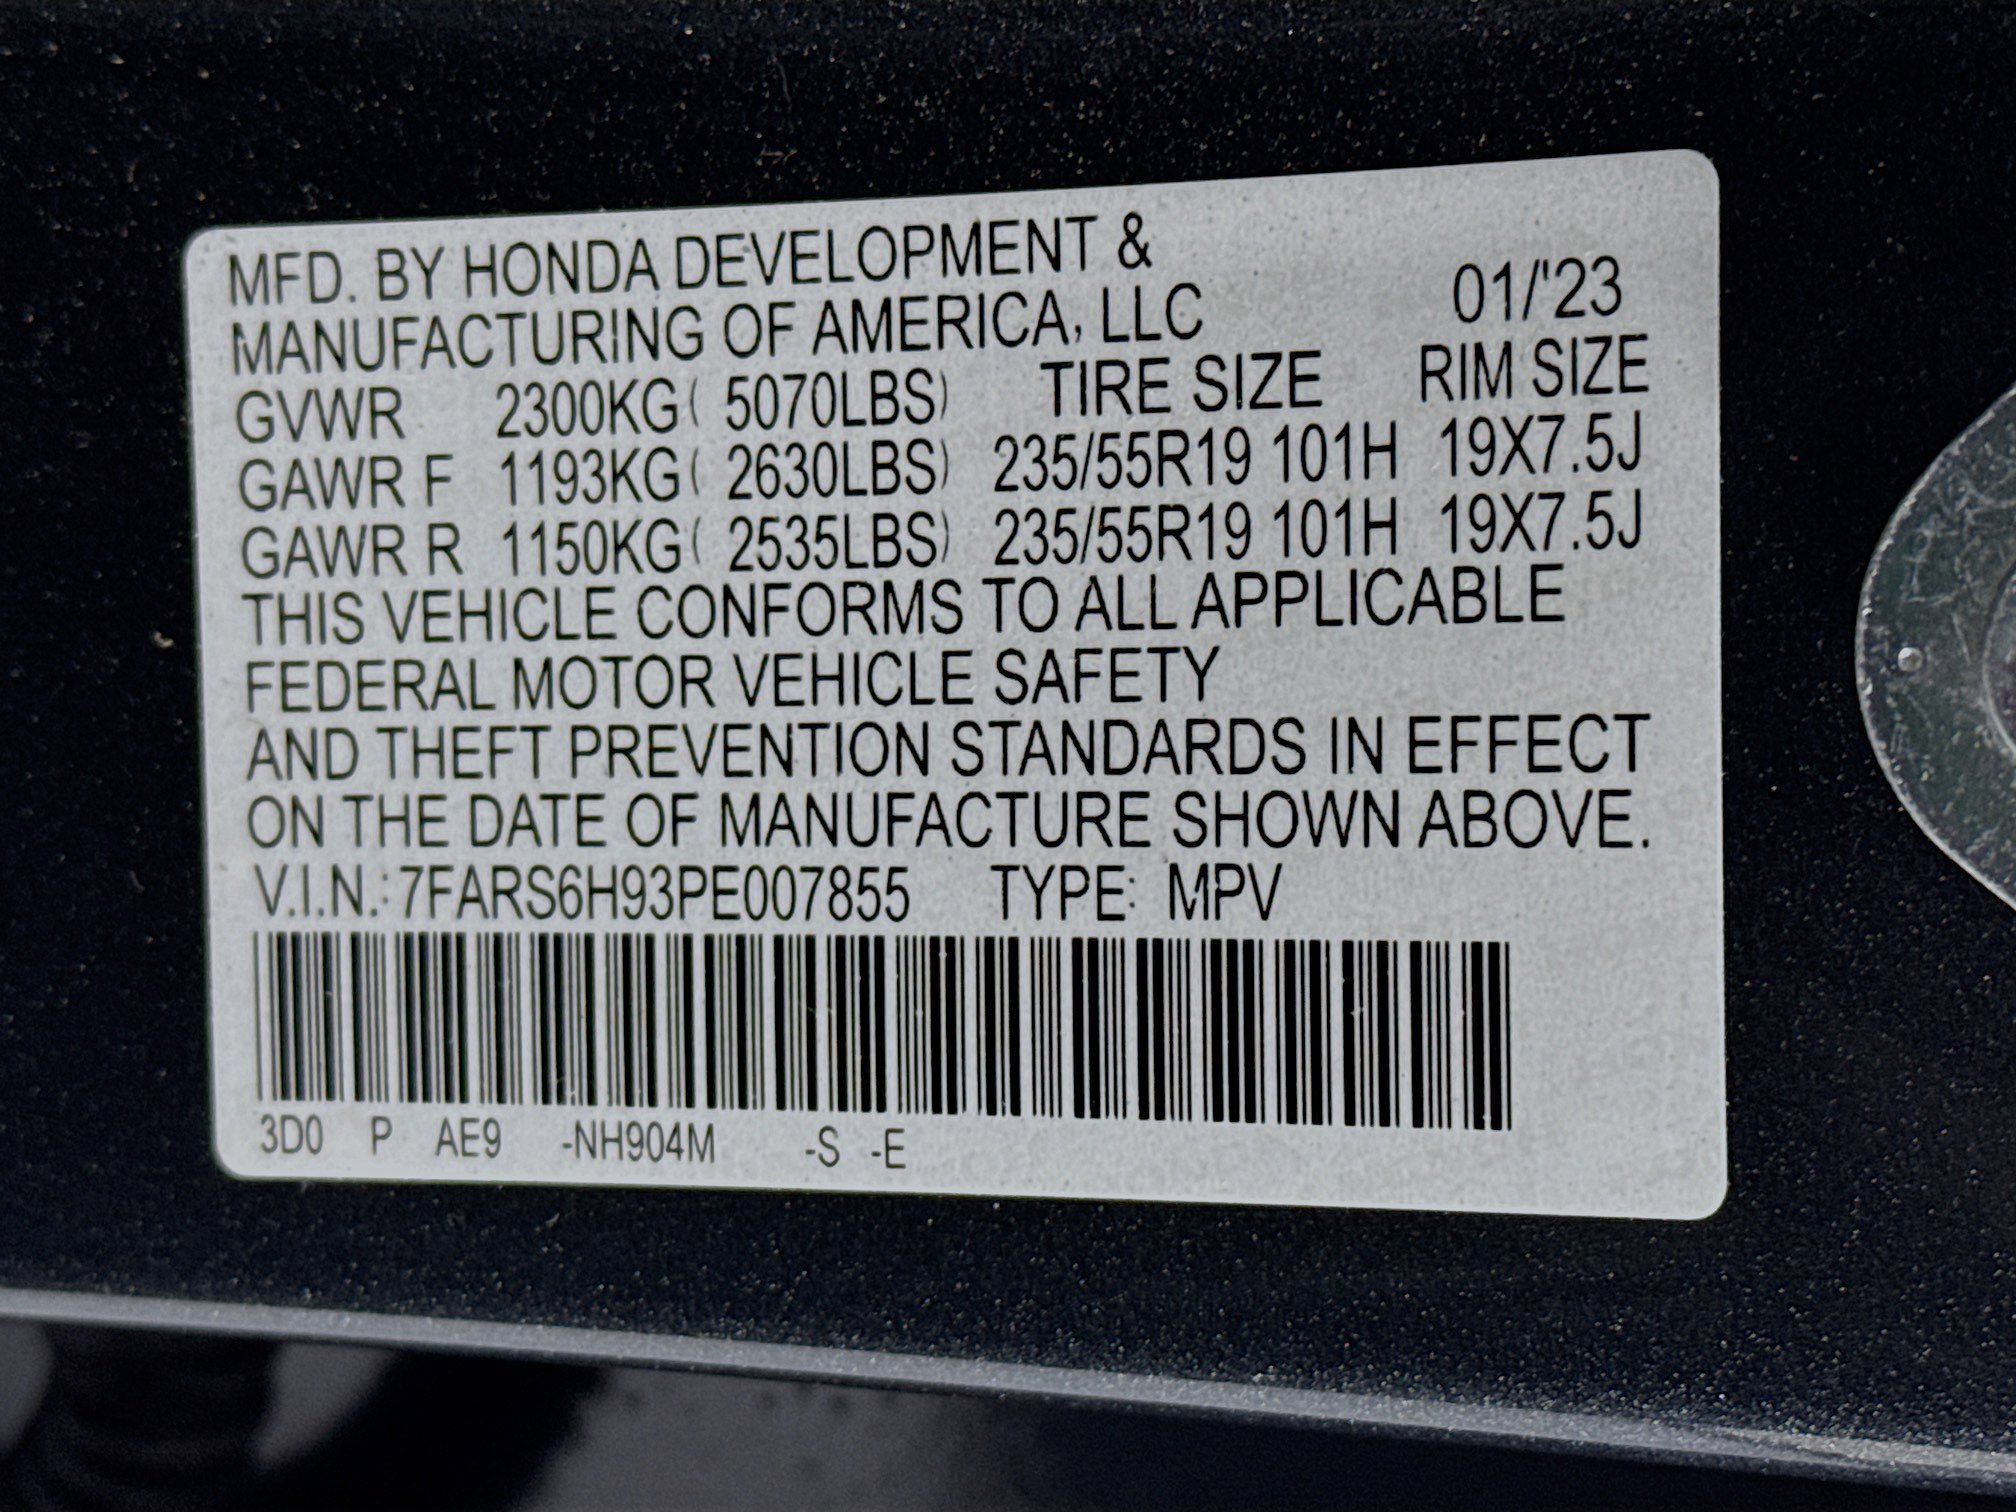 MFD. BY HONDA DEVELOPMENT &
MANUFACTURING OF AMERICA, LLC 01/'23
GVWR 2300KG( 5070LBS) TIRE SIZE RIM SIZE
GAWR F 1193KG( 2630LBS) 235/55R19 101H 19X7.5J
GAWR R 1150KG( 2535LBS) 235/55R19 101H 19X7.5J
THIS VEHICLE CONFORMS TO ALL APPLICABLE
FEDERAL MOTOR VEHICLE SAFETY
AND THEFT PREVENTION STANDARDS IN EFFECT
ON THE DATE OF MANUFACTURE SHOWN ABOVE.
V.I.N.: 7FARS6H93PE007855 TYPE: MPV
3D0 P AE9 -NH904M -S -E